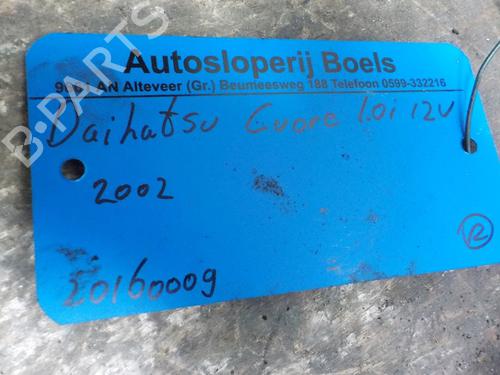 Autosloperij Boels
AN Alteveer (Gr.) Beumeesweg 188 Telefoon 0599-332216
B-PARTS
Daihatsu Cuore 1.0i 12V
2002
R
20160009